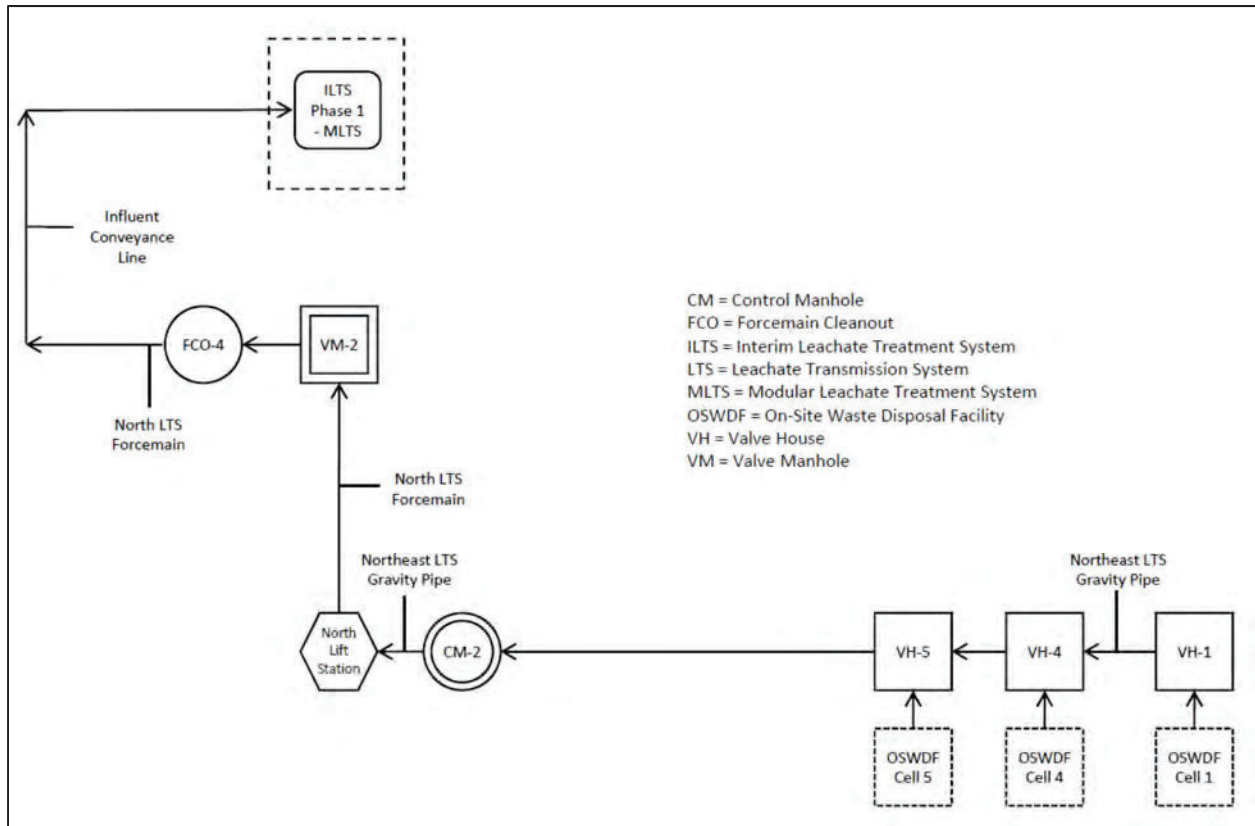 ILTS
Phase 1
- MLTS
Influent
Conveyance
Line
FCO-4
VM-2
North LTS
Forcemain
CM = Control Manhole
FCO = Forcemain Cleanout
ILTS = Interim Leachate Treatment System
LTS = Leachate Transmission System
MLTS = Modular Leachate Treatment System
OSWDF = On-Site Waste Disposal Facility
VH = Valve House
VM = Valve Manhole
North LTS
Forcemain
Northeast LTS
Gravity Pipe
Northeast LTS
Gravity Pipe
North
Lift
Station
CM-2
VH-5
VH-4
VH-1
OSWDF
Cell 5
OSWDF
Cell 4
OSWDF
Cell 1